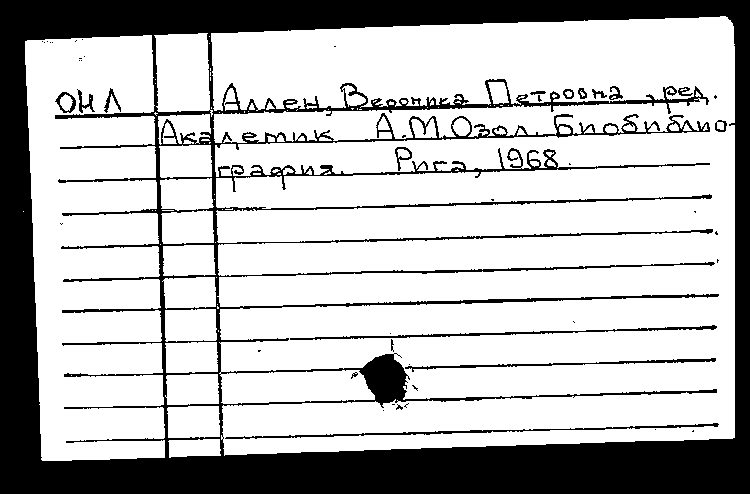 ОНЛ Аллен, Вероника Петровна, ред.
Академик А.М.Озол. Биобиблио-
графия. Рига, 1968.